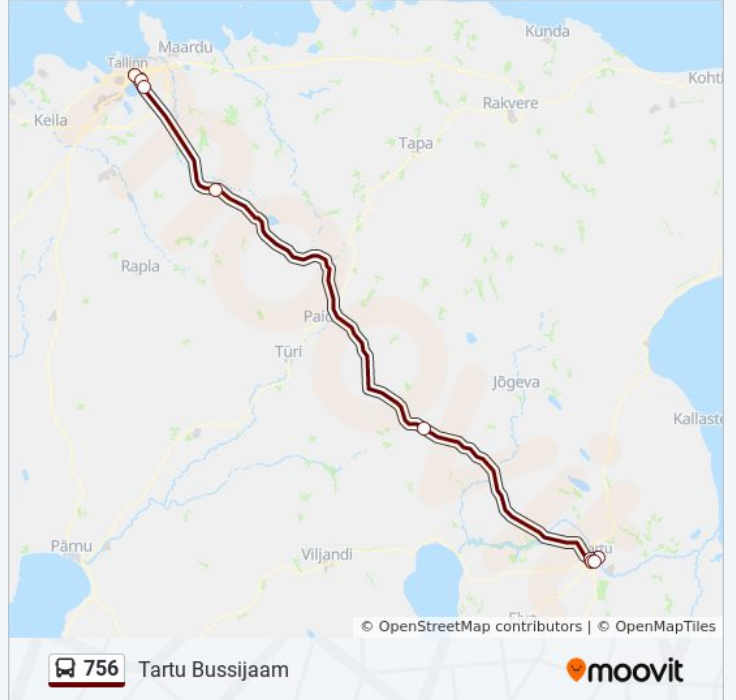 Kunda
Maardu
Tallinn
Kohtl
Rakvere
Keila
Tapa
Rapla
Türi
Jõgeva
Kallaste
Pärnu
Viljandi
© OpenStreetMap contributors | © OpenMapTiles
756 Tartu Bussijaam
moovit